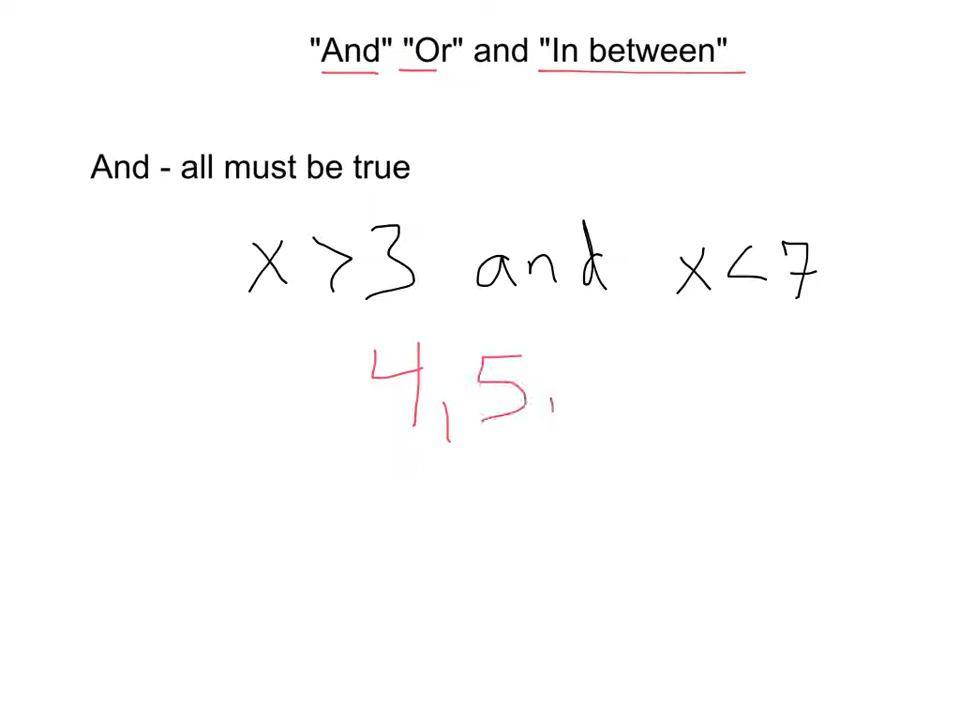 "And" "Or" and "In between"
And - all must be true
x > 3 and x < 7
4, 5,